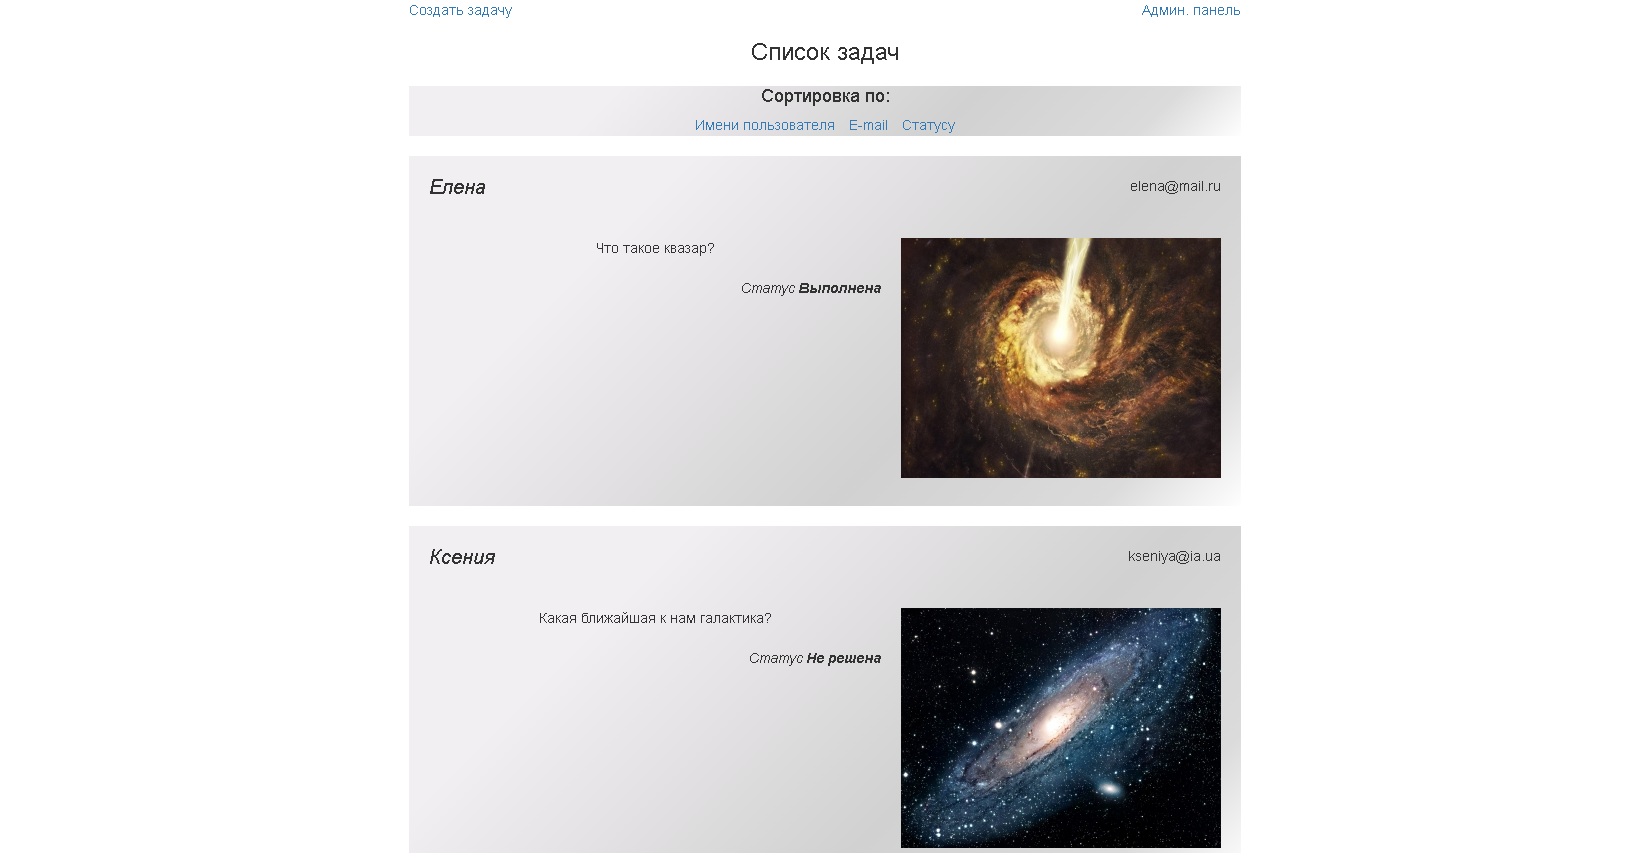 Создать задачу Админ. панель
Список задач
Сортировка по:
Имени пользователя E-mail Статусу
Елена elena@mail.ru
Что такое квазар?
Статус Выполнена
Ксения kseniya@ia.ua
Какая ближайшая к нам галактика?
Статус Не решена